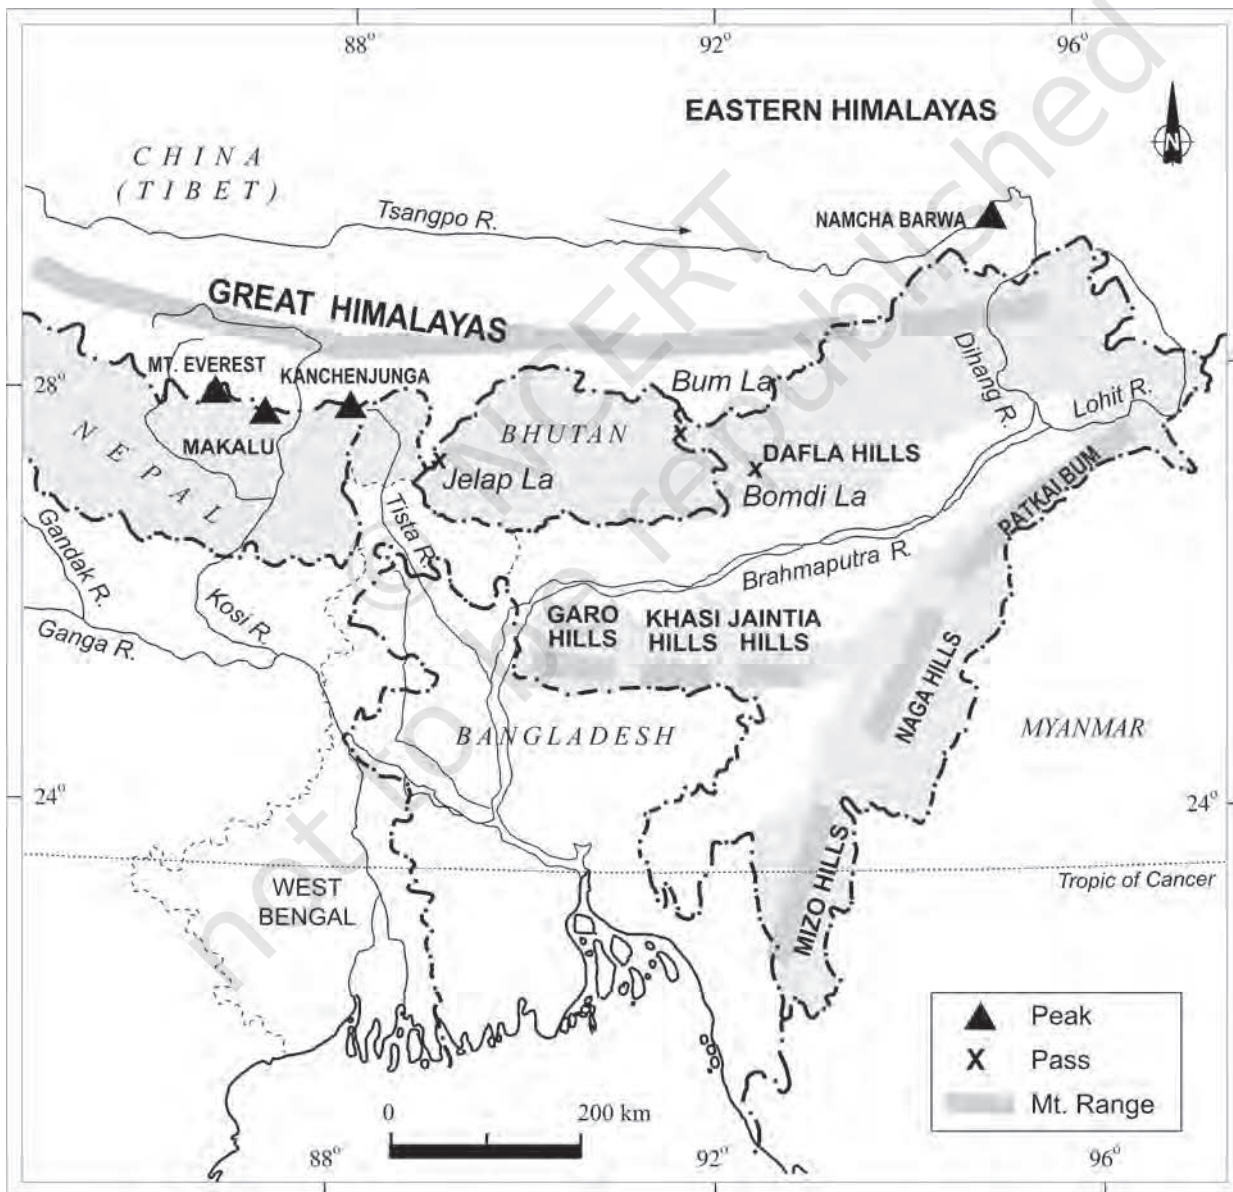 88°
92°
96°
EASTERN HIMALAYAS
N
CHINA
(TIBET)
Tsangpo R.
NAMCHA BARWA
GREAT HIMALAYAS
MT. EVEREST
KANCHENJUNGA
28°
Bum La
Dihang R.
Lohit R.
NEPAL
MAKALU
BHUTAN
DAFLA HILLS
Jelap La
Bomdi La
PATKAI BUM
Tista R.
Gandak R.
Brahmaputra R.
Kosi R.
Ganga R.
GARO
HILLS
KHASI
HILLS
JAINTIA
HILLS
NAGA HILLS
BANGLADESH
MYANMAR
24°
24°
MIZO HILLS
Tropic of Cancer
WEST
BENGAL
Peak
X Pass
Mt. Range
0 200 km
88°
92°
96°
© NCERT
not to be republished